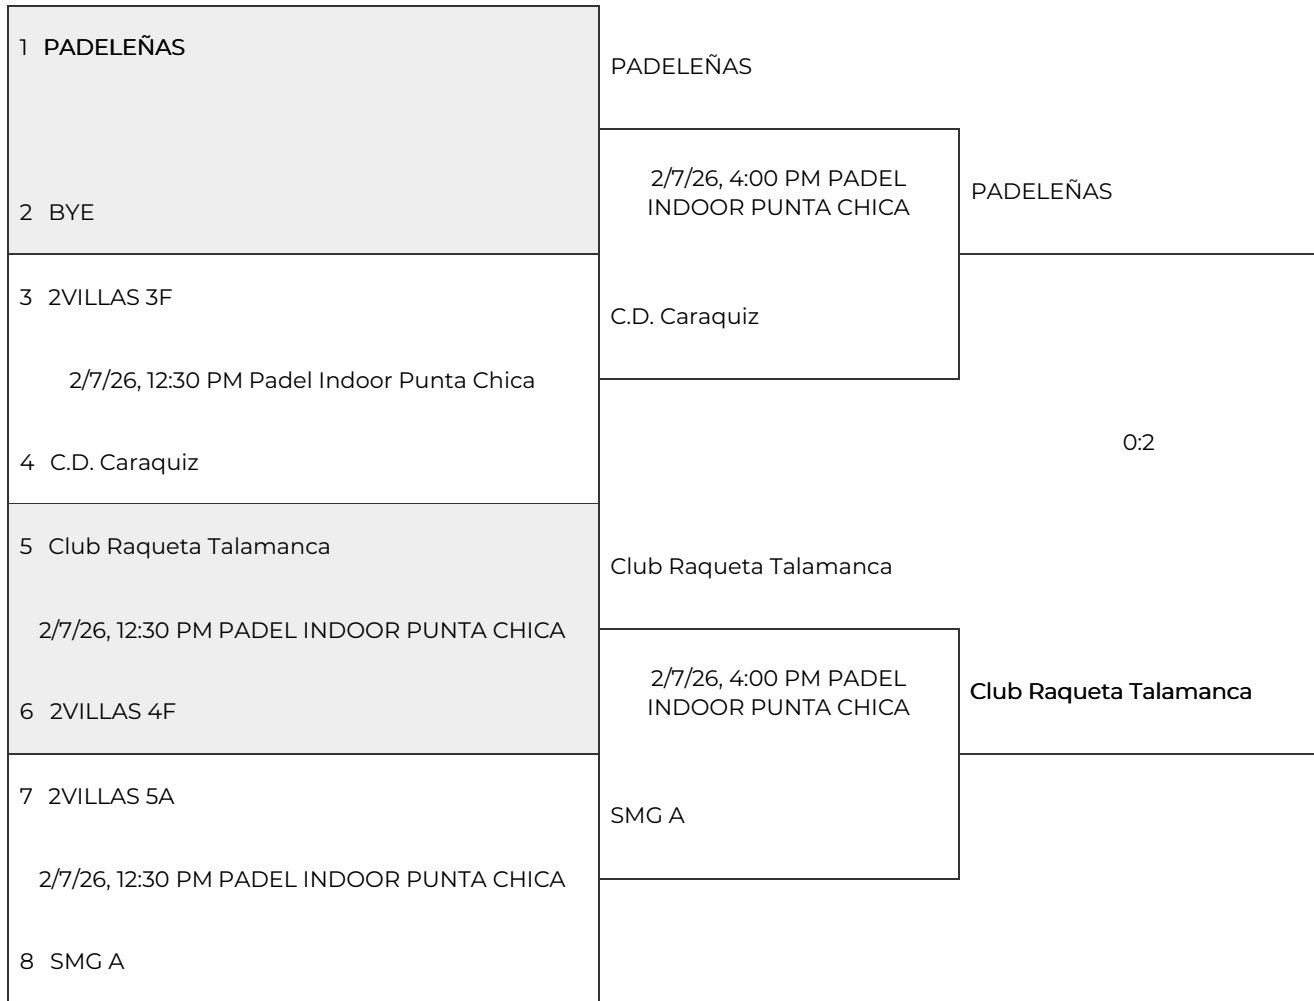 1 PADELEÑAS
2 BYE
3 2VILLAS 3F
2/7/26, 12:30 PM Padel Indoor Punta Chica
4 C.D. Caraquiz
5 Club Raqueta Talamanca
2/7/26, 12:30 PM PADEL INDOOR PUNTA CHICA
6 2VILLAS 4F
7 2VILLAS 5A
2/7/26, 12:30 PM PADEL INDOOR PUNTA CHICA
8 SMG A
PADELEÑAS
2/7/26, 4:00 PM PADEL
INDOOR PUNTA CHICA
C.D. Caraquiz
Club Raqueta Talamanca
2/7/26, 4:00 PM PADEL
INDOOR PUNTA CHICA
SMG A
PADELEÑAS
0:2
Club Raqueta Talamanca